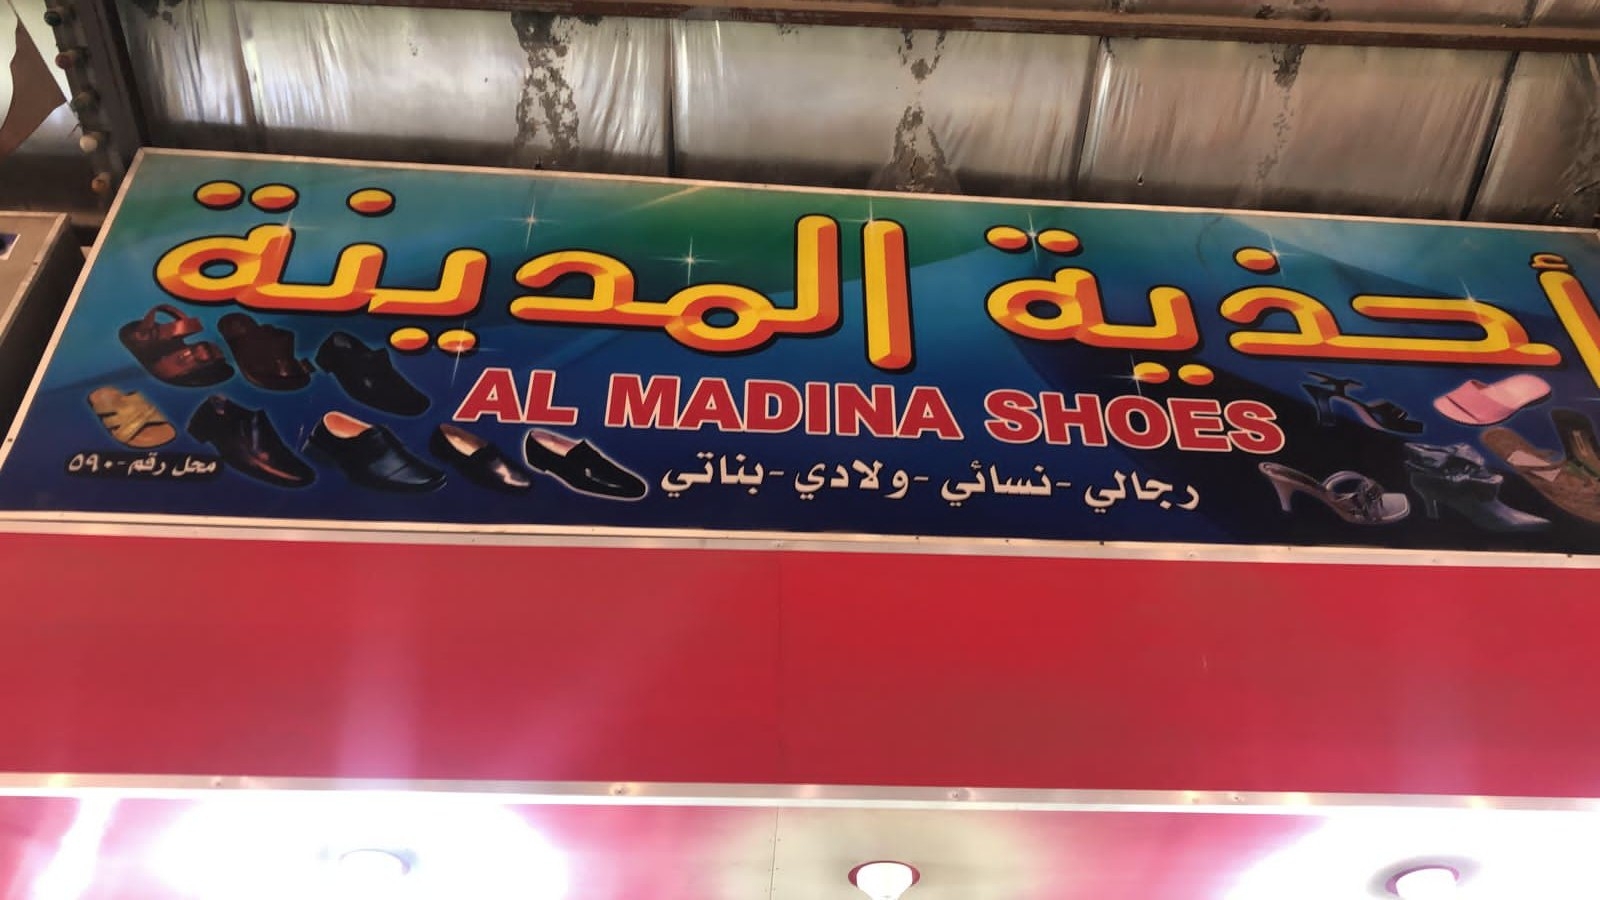 أحذية المدينة
AL MADINA SHOES
رجالي - نسائي - ولادي - بناتي
محل رقم - ٥٩٠